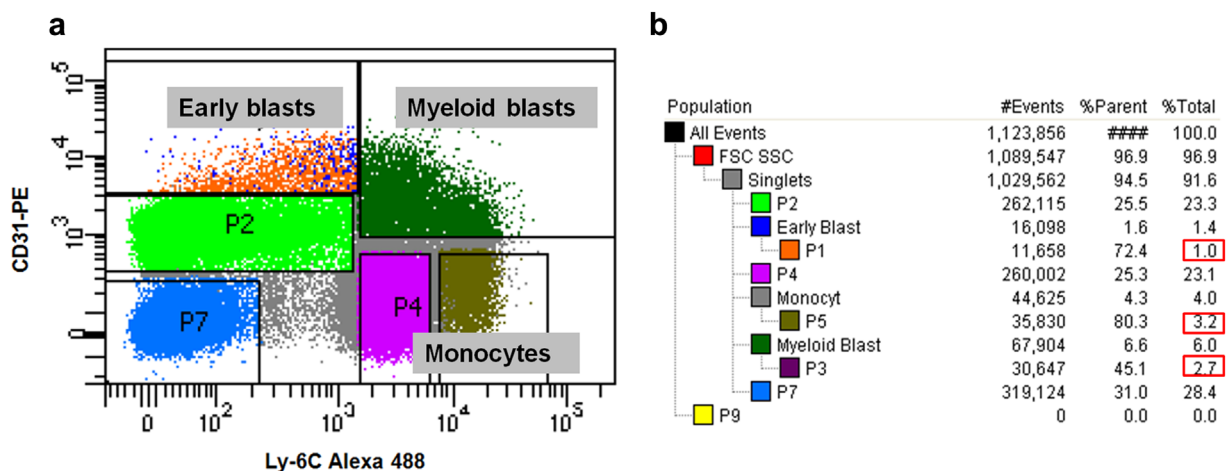 a
Early blasts
Myeloid blasts
P2
P7
P4
Monocytes
CD31-PE
10^5
10^4
10^3
0
0
10^2
10^3
10^4
10^5
Ly-6C Alexa 488
b
Population #Events %Parent %Total
All Events 1,123,856 #### 100.0
FSC SSC 1,089,547 96.9 96.9
Singlets 1,029,562 94.5 91.6
P2 262,115 25.5 23.3
Early Blast 16,098 1.6 1.4
P1 11,658 72.4 1.0
P4 260,002 25.3 23.1
Monocyt 44,625 4.3 4.0
P5 35,830 80.3 3.2
Myeloid Blast 67,904 6.6 6.0
P3 30,647 45.1 2.7
P7 319,124 31.0 28.4
P9 0 0.0 0.0